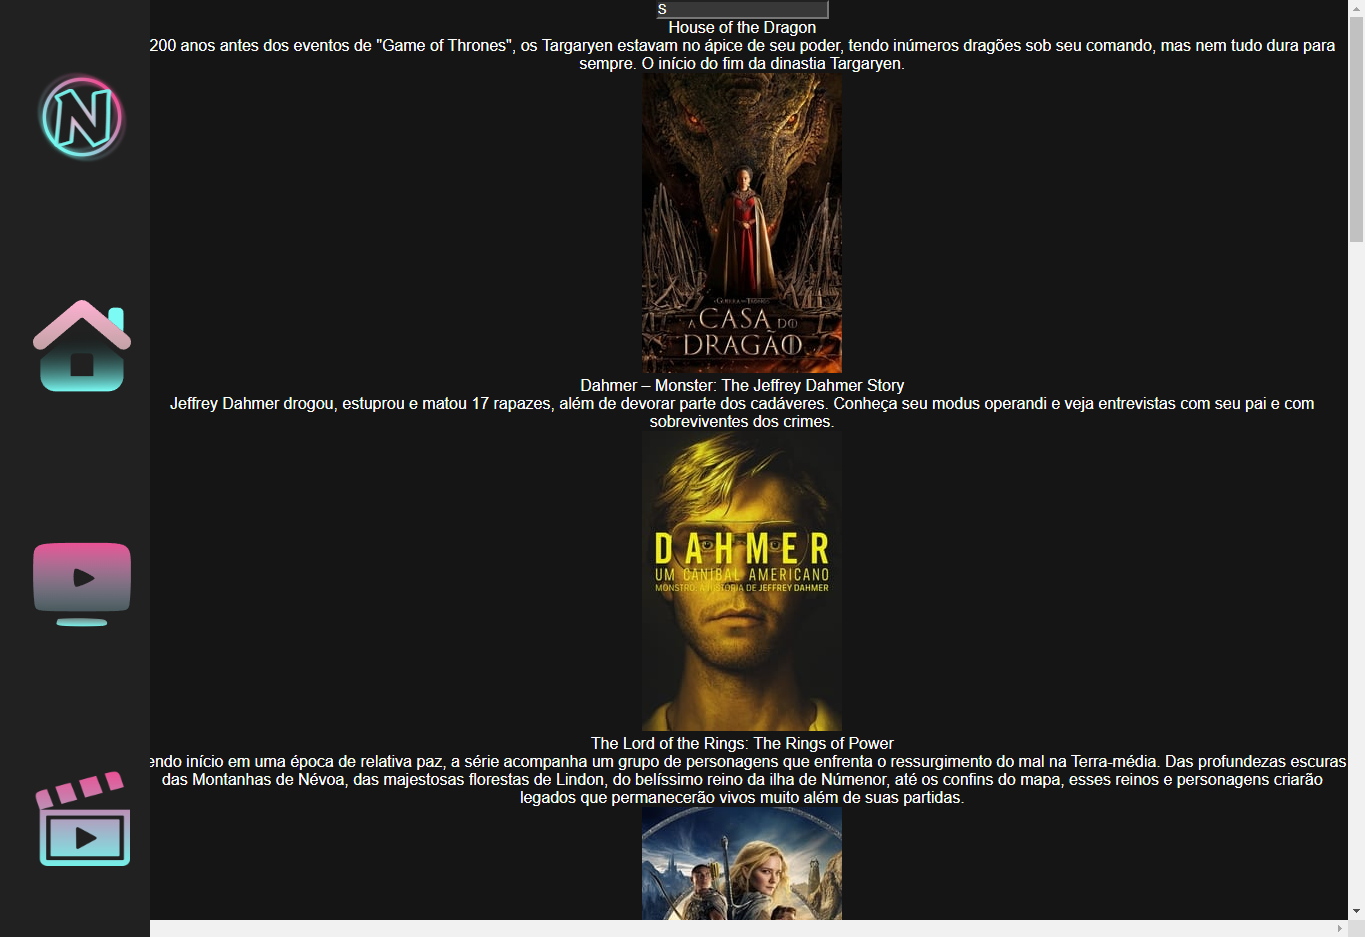 S
House of the Dragon
200 anos antes dos eventos de "Game of Thrones", os Targaryen estavam no ápice de seu poder, tendo inúmeros dragões sob seu comando, mas nem tudo dura para
sempre. O início do fim da dinastia Targaryen.
N
A GUERRA DOS TRONOS
A CASA DO
DRAGÃO
Dahmer – Monster: The Jeffrey Dahmer Story
Jeffrey Dahmer drogou, estuprou e matou 17 rapazes, além de devorar parte dos cadáveres. Conheça seu modus operandi e veja entrevistas com seu pai e com
sobreviventes dos crimes.
DAHMER
UM CANIBAL AMERICANO
MONSTRO: A HISTÓRIA DE JEFFREY DAHMER
The Lord of the Rings: The Rings of Power
endo início em uma época de relativa paz, a série acompanha um grupo de personagens que enfrenta o ressurgimento do mal na Terra-média. Das profundezas escuras
das Montanhas de Névoa, das majestosas florestas de Lindon, do belíssimo reino da ilha de Númenor, até os confins do mapa, esses reinos e personagens criarão
legados que permanecerão vivos muito além de suas partidas.